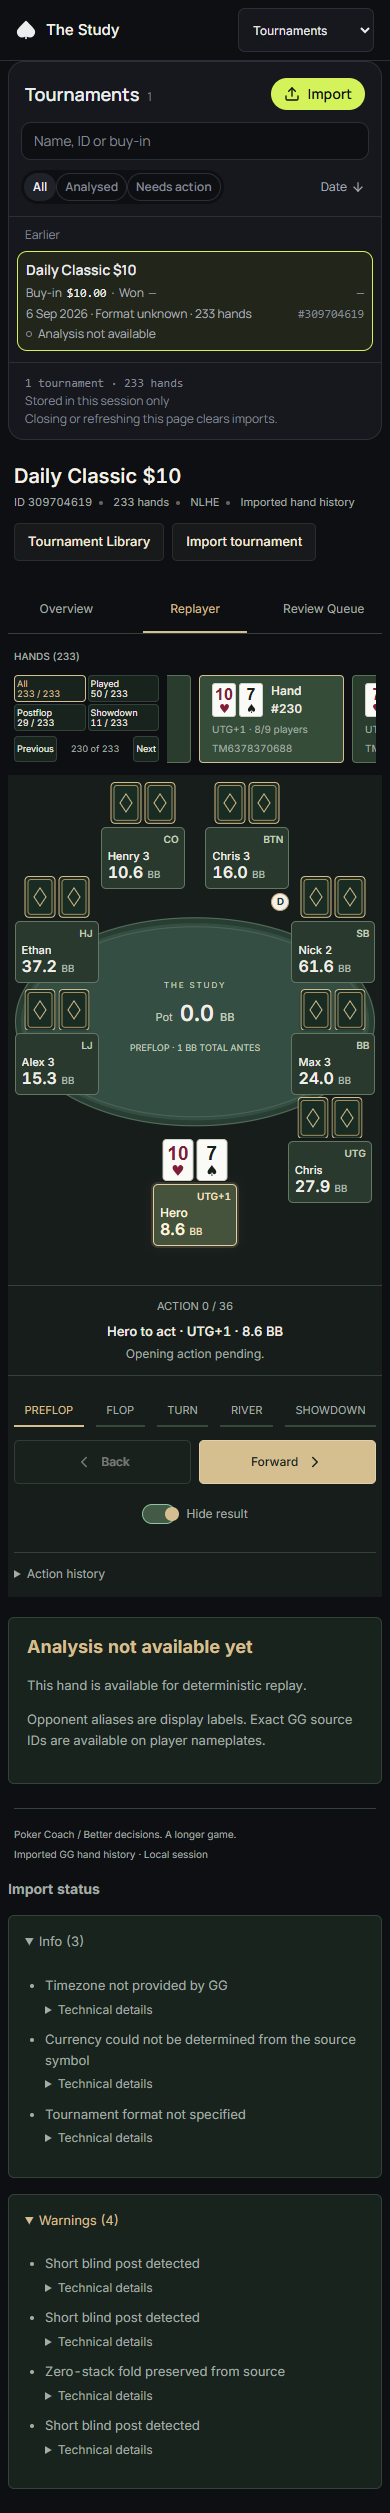 The Study
Tournaments
Tournaments 1
Import
Name, ID or buy-in
All Analysed Needs action Date ↓
Earlier
Daily Classic $10
Buy-in $10.00 · Won — —
6 Sep 2026 · Format unknown · 233 hands #309704619
Analysis not available
1 tournament · 233 hands
Stored in this session only
Closing or refreshing this page clears imports.
Daily Classic $10
ID 309704619 • 233 hands • NLHE • Imported hand history
Tournament Library Import tournament
Overview Replayer Review Queue
HANDS (233)
All
233 / 233
Played
50 / 233
Postflop
29 / 233
Showdown
11 / 233
Previous 230 of 233 Next
10♥ 7♠
Hand
#230
UTG+1 · 8/9 players
TM6378370688
7
UT
TM
CO
Henry 3
10.6 BB
BTN
Chris 3
16.0 BB
D
HJ
Ethan
37.2 BB
SB
Nick 2
61.6 BB
THE STUDY
Pot 0.0 BB
PREFLOP · 1 BB TOTAL ANTES
LJ
Alex 3
15.3 BB
BB
Max 3
24.0 BB
UTG
Chris
27.9 BB
10♥ 7♠
UTG+1
Hero
8.6 BB
ACTION 0 / 36
Hero to act · UTG+1 · 8.6 BB
Opening action pending.
PREFLOP FLOP TURN RIVER SHOWDOWN
Back Forward
Hide result
Action history
Analysis not available yet
This hand is available for deterministic replay.
Opponent aliases are display labels. Exact GG source
IDs are available on player nameplates.
Poker Coach / Better decisions. A longer game.
Imported GG hand history · Local session
Import status
Info (3)
Timezone not provided by GG
Technical details
Currency could not be determined from the source
symbol
Technical details
Tournament format not specified
Technical details
Warnings (4)
Short blind post detected
Technical details
Short blind post detected
Technical details
Zero-stack fold preserved from source
Technical details
Short blind post detected
Technical details